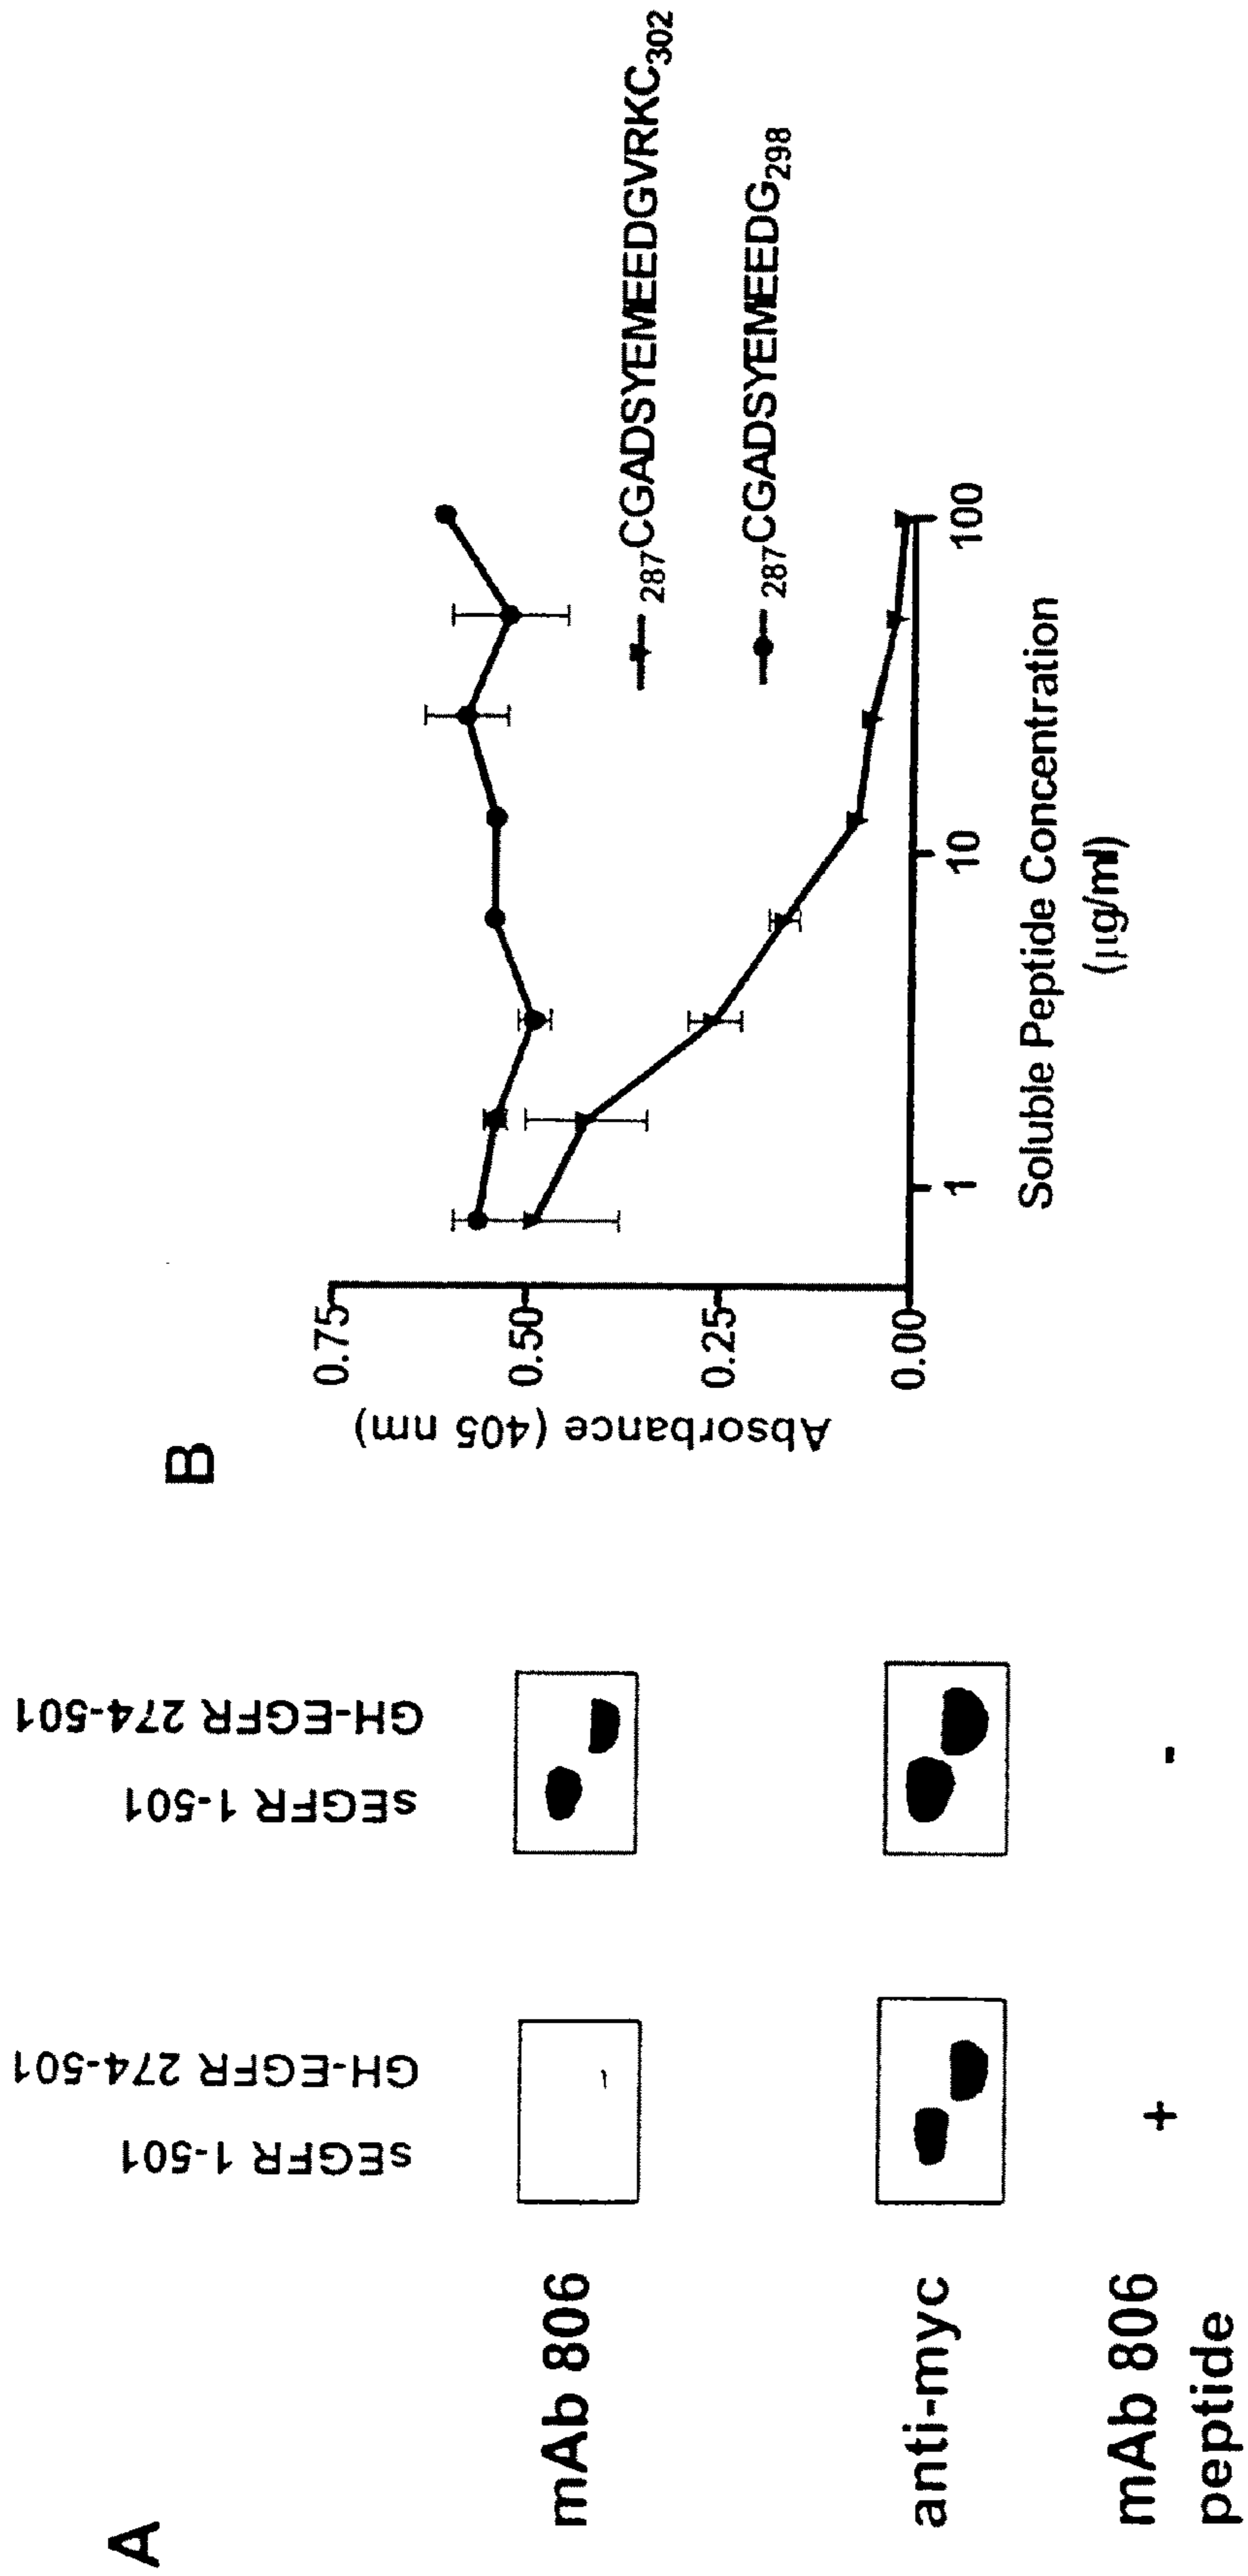 A
sEGFR 1-501
GH-EGFR 274-501
sEGFR 1-501
GH-EGFR 274-501
mAb 806
anti-myc
mAb 806
peptide
+
-
B
Absorbance (405 nm)
0.75
0.50
0.25
0.00
1
10
100
Soluble Peptide Concentration
(µg/ml)
287CGADSYEMEEDGVRKC302
287CGADSYEMEEDG298